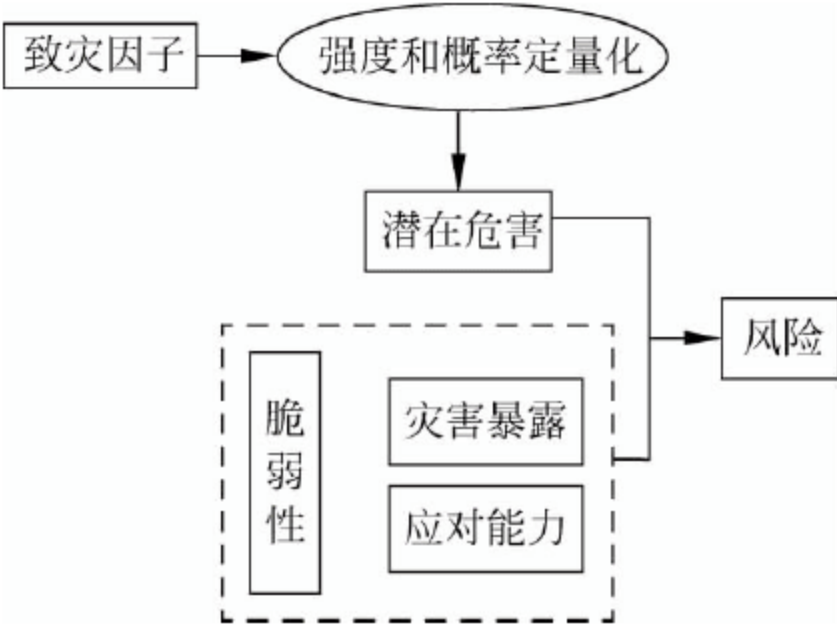 致灾因子
强度和概率定量化
潜在危害
风险
脆弱性
灾害暴露
应对能力